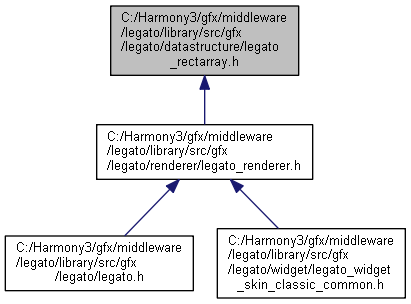 C:/Harmony3/gfx/middleware
/legato/library/src/gfx
/legato/datastructure/legato
_rectarray.h
C:/Harmony3/gfx/middleware
/legato/library/src/gfx
/legato/renderer/legato_renderer.h
C:/Harmony3/gfx/middleware
/legato/library/src/gfx
/legato/legato.h
C:/Harmony3/gfx/middleware
/legato/library/src/gfx
/legato/widget/legato_widget
_skin_classic_common.h